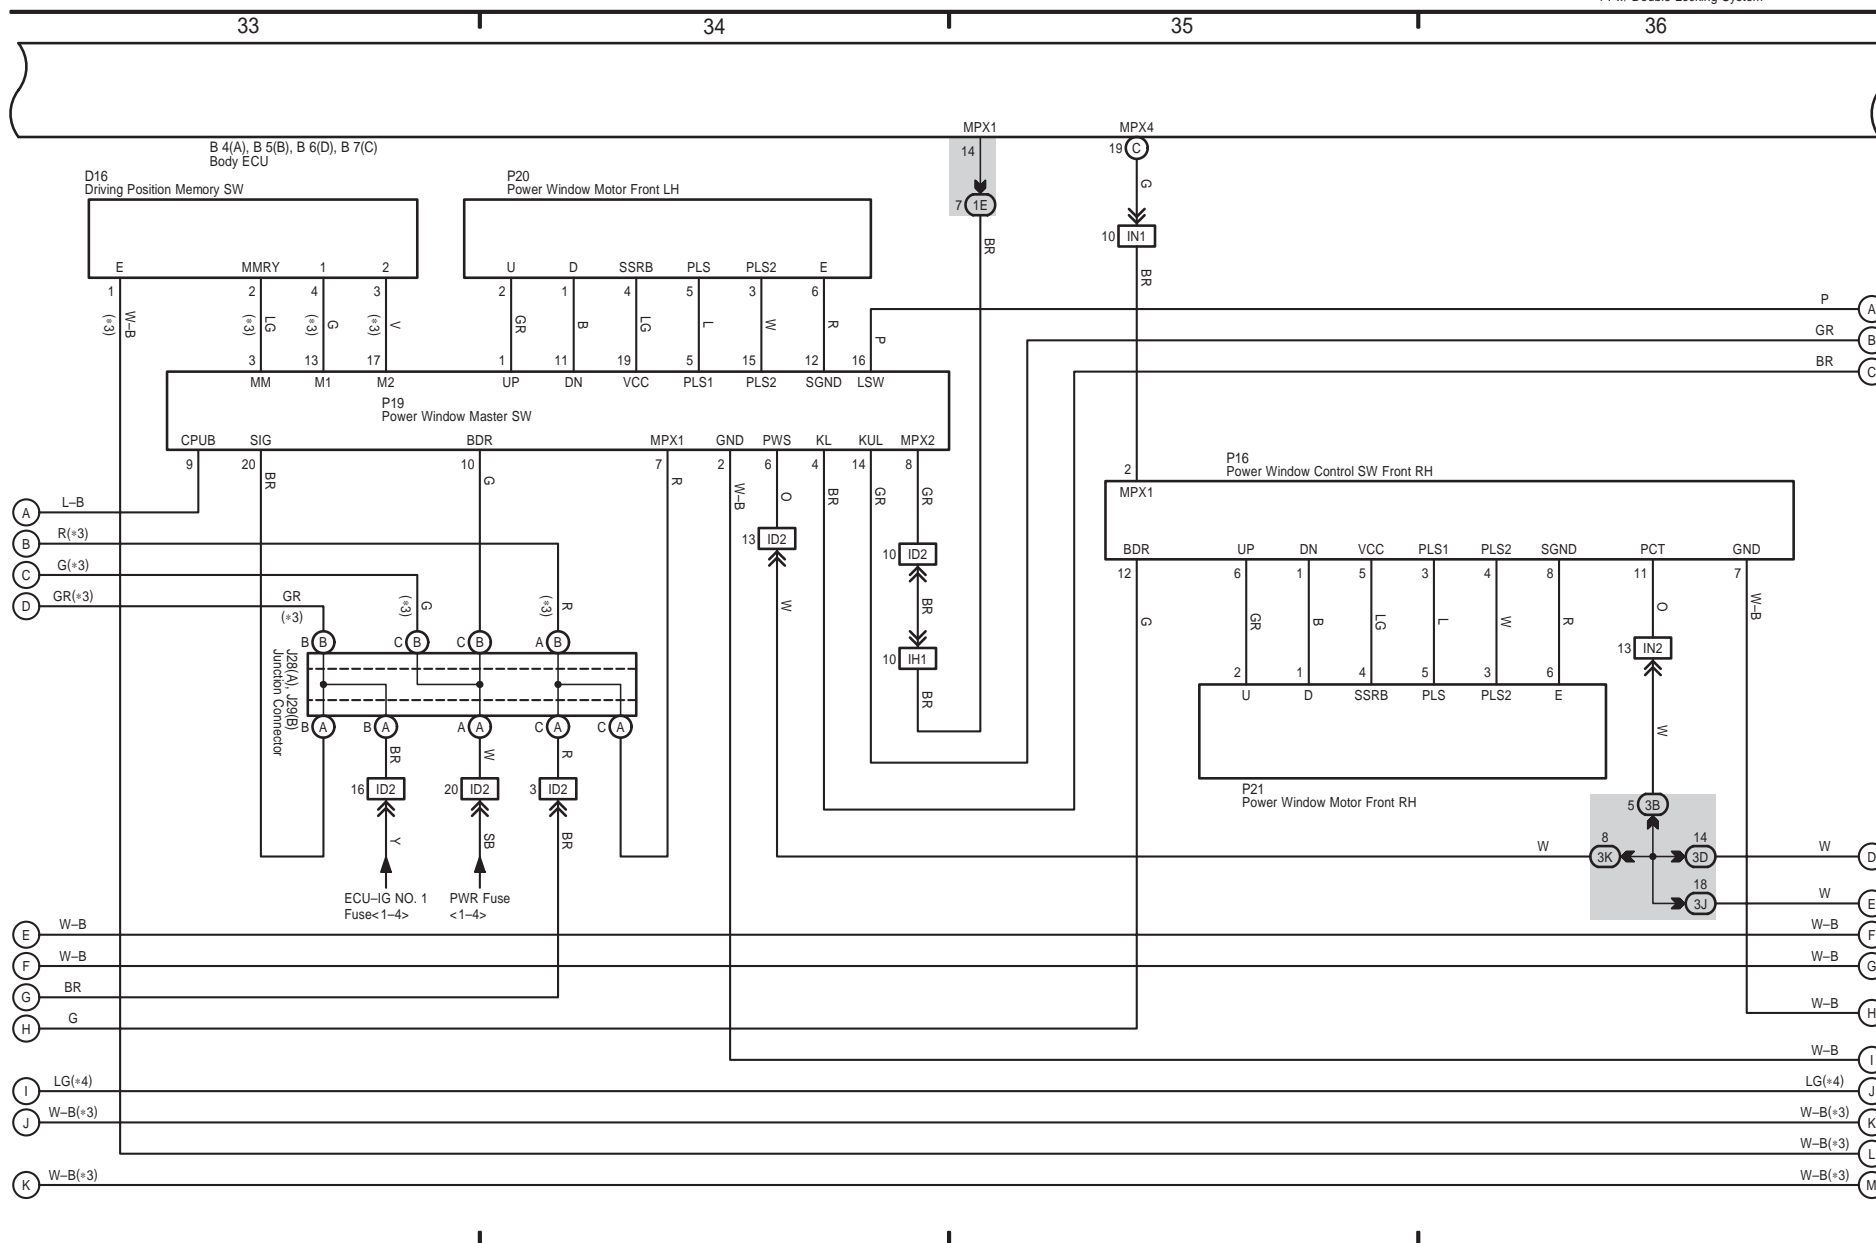 33 34 35 36
MPX1 MPX4
14 19 C
B 4(A), B 5(B), B 6(D), B 7(C)
Body ECU
D16
Driving Position Memory SW
P20
Power Window Motor Front LH
7 1E
G
10 IN1
BR BR
E MMRY 1 2
U D SSRB PLS PLS2 E
1 2 4 3
2 1 4 5 3 6
(*3) W–B (*3) LG (*3) G (*3) V
GR B LG L W R P
P A
GR B
BR C
3 13 17 1 11 19 5 15 12 16
MM M1 M2 UP DN VCC PLS1 PLS2 SGND LSW
P19
Power Window Master SW
CPUB SIG BDR MPX1 GND PWS KL KUL MPX2
9 20 10 7 2 6 4 14 8
BR G R W–B O BR GR GR
P16
Power Window Control SW Front RH
2
MPX1
A L–B
B R(*3)
C G(*3)
D GR(*3)
GR
(*3)
(*3) G (*3) R
13 ID2
W
10 ID2
BR
10 IH1
BR
BDR UP DN VCC PLS1 PLS2 SGND PCT GND
12 6 1 5 3 4 8 11 7
G GR B LG L W R O W–B
13 IN2
W
2 1 4 5 3 6
U D SSRB PLS PLS2 E
P21
Power Window Motor Front RH
B B C B C B A B
J28(A), J29(B)
Junction Connector
B A B A A A C A C A
BR W R
16 ID2 20 ID2 3 ID2
Y SB BR
ECU–IG NO. 1
Fuse<1–4>
PWR Fuse
<1–4>
5 3B
W 8 3K 14 3D W D
18 3J W E
E W–B W–B F
F W–B W–B G
G BR
W–B H
H G
W–B I
I LG(*4) LG(*4) J
J W–B(*3) W–B(*3) K
W–B(*3) L
K W–B(*3) W–B(*3) M